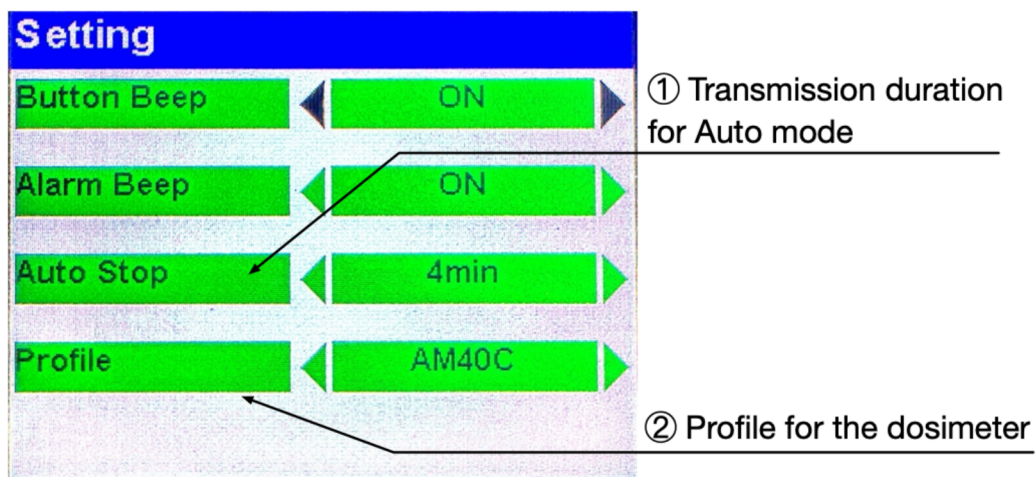 Setting
Button Beep ON
Alarm Beep ON
Auto Stop 4min
Profile AM40C
① Transmission duration
for Auto mode
② Profile for the dosimeter